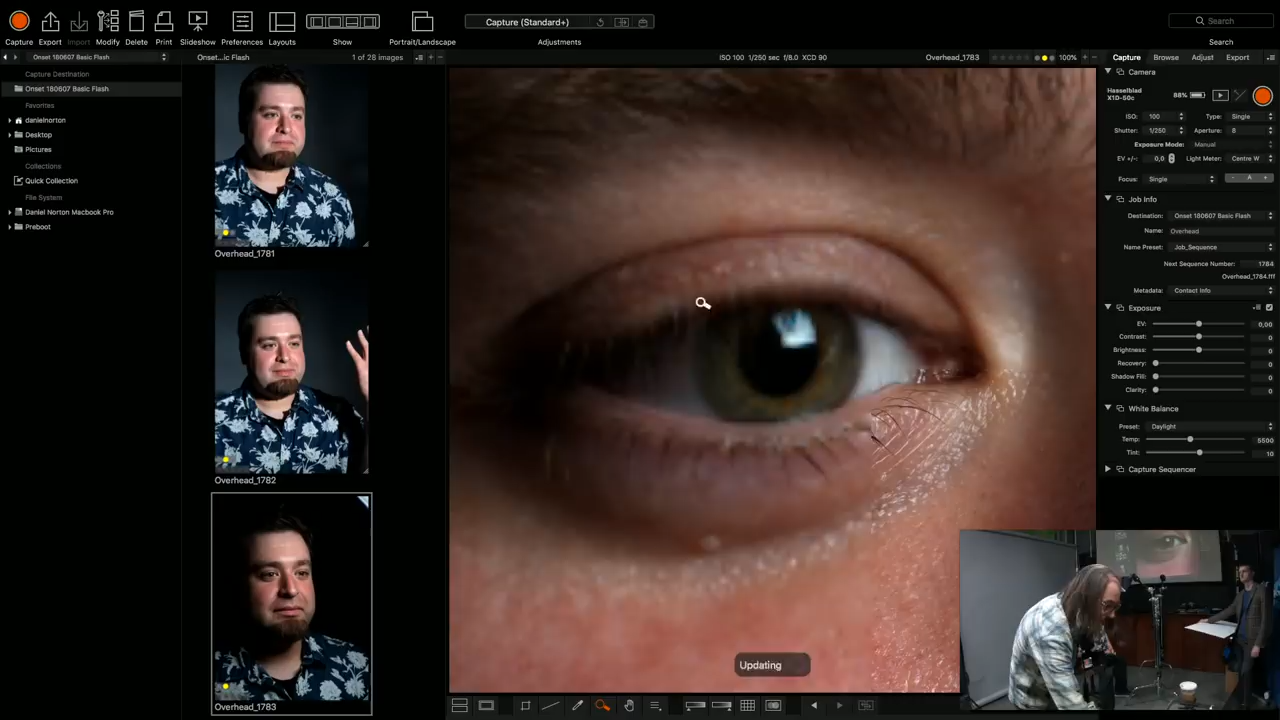 Capture Export Import Modify Delete Print Slideshow Preferences Layouts Show Portrait/Landscape
Capture (Standard+)
Adjustments
Search
Search
Onset 180607 Basic Flash
Onset...ic Flash
1 of 28 images
ISO 100 1/250 sec f/8.0 XCD 90
Overhead_1783
100%
Capture Browse Adjust Export
Capture Destination
Onset 180607 Basic Flash
Favorites
danielnorton
Desktop
Pictures
Collections
Quick Collection
File System
Daniel Norton Macbook Pro
Preboot
Overhead_1781
Overhead_1782
Overhead_1783
Updating
Camera
Hasselblad
X1D-50c
88%
ISO: 100 Type: Single
Shutter: 1/250 Aperture: 8
Exposure Mode: Manual
EV +/-: 0,0 Light Meter: Centre W
Focus: Single - A +
Job Info
Destination: Onset 180607 Basic Flash
Name: Overhead
Name Preset: Job_Sequence
Next Sequence Number: 1784
Overhead_1784.fff
Metadata: Contact Info
Exposure
EV: 0,00
Contrast: 0
Brightness: 0
Recovery: 0
Shadow Fill: 0
Clarity: 0
White Balance
Preset: Daylight
Temp: 5500
Tint: 10
Capture Sequencer